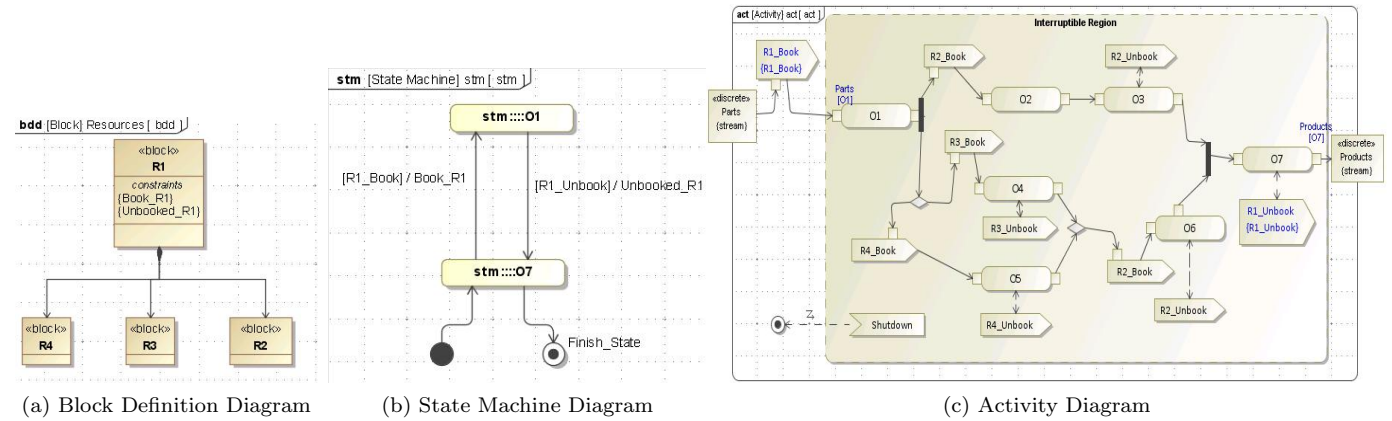 bdd [Block] Resources [ bdd ]
«block»
R1
constraints
{Book_R1}
{Unbooked_R1}
«block»
R4
«block»
R3
«block»
R2
(a) Block Definition Diagram
stm [State Machine] stm [ stm ]
stm::::O1
[R1_Book] / Book_R1
[R1_Unbook] / Unbooked_R1
stm::::O7
Finish_State
(b) State Machine Diagram
act [Activity] act[ act ]
Interruptible Region
R1_Book
{R1_Book}
R2_Book
R2_Unbook
«discrete»
Parts
{stream}
Parts
[O1]
O1
O2
O3
R3_Book
Products
[O7]
O7
«discrete»
Products
{stream}
O4
R3_Unbook
R1_Unbook
{R1_Unbook}
R4_Book
O6
R2_Book
O5
R2_Unbook
R4_Unbook
Shutdown
(c) Activity Diagram